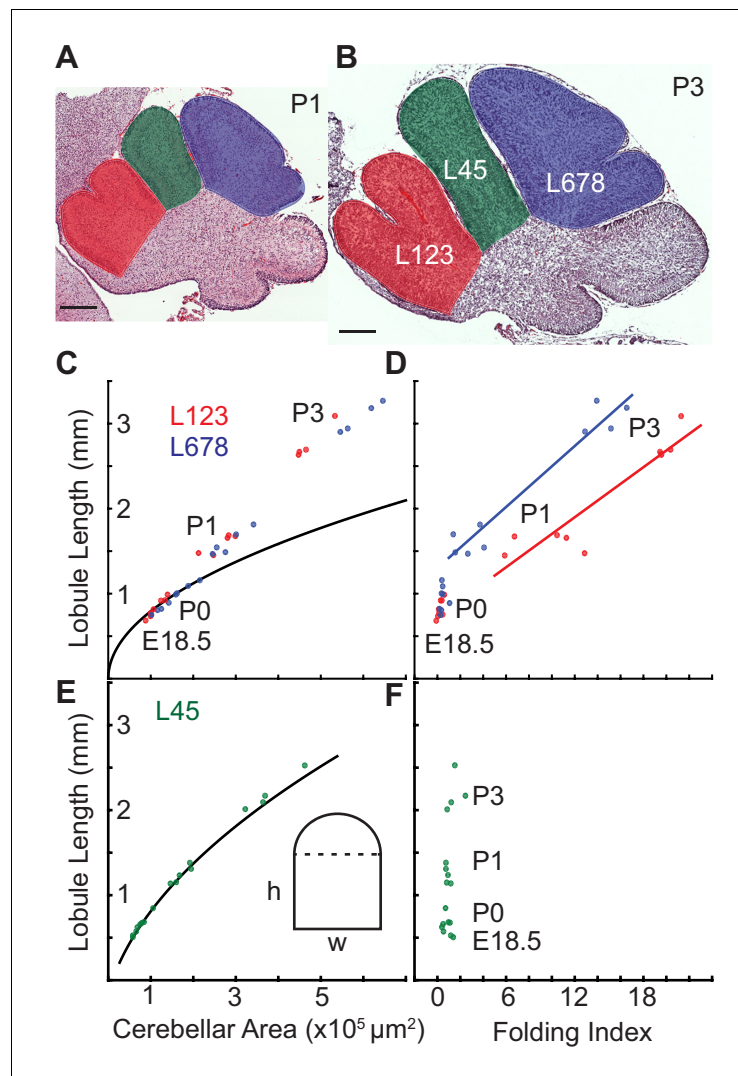 A
P1
B
P3
L123
L45
L678
C
L123
L678
P3
P1
P0
E18.5
Lobule Length (mm)
3
2
1
D
P3
P1
P0
E18.5
E
L45
Lobule Length (mm)
3
2
1
h
w
1 3 5
Cerebellar Area (x10⁵ µm²)
F
P3
P1
P0
E18.5
0 6 12 18
Folding Index